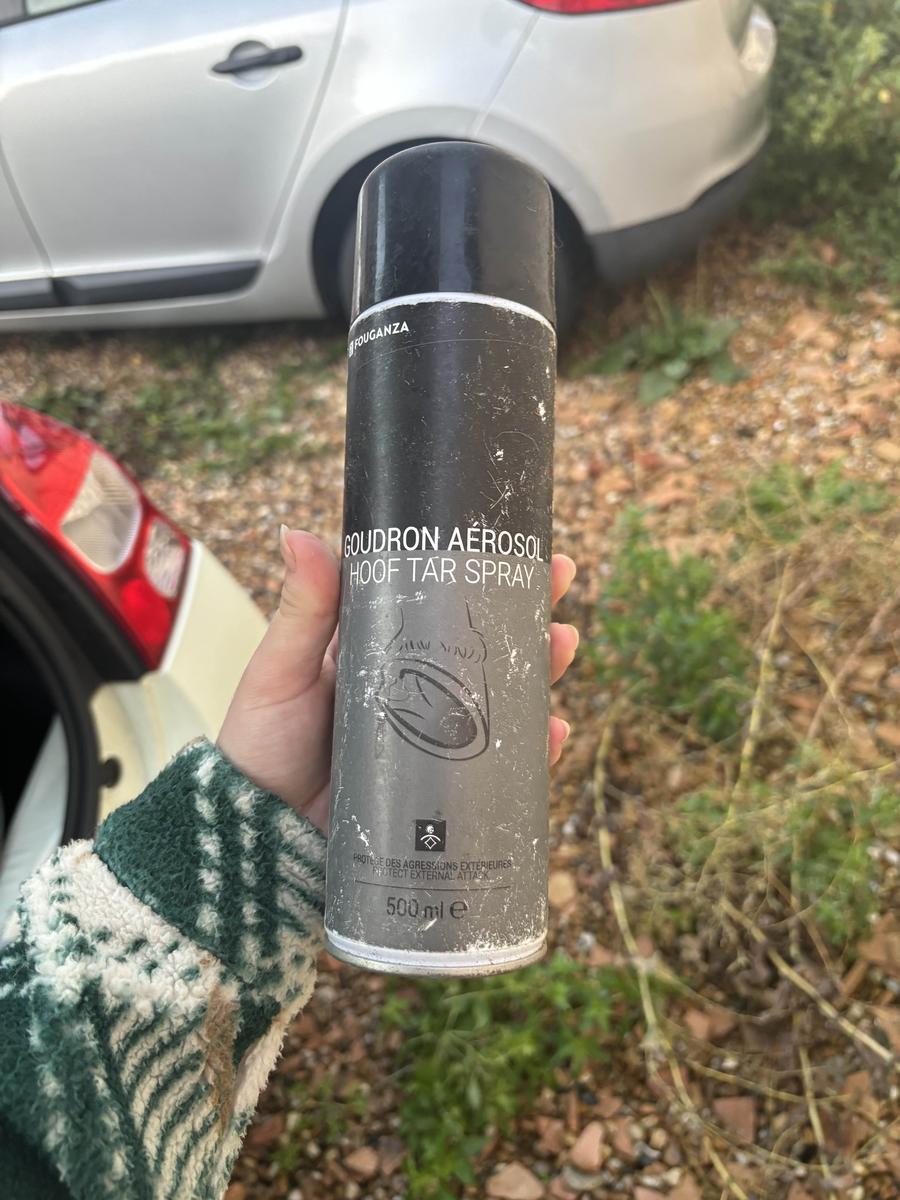 FOUGANZA
GOUDRON AÉROSOL
HOOF TAR SPRAY
PROTÈGE DES AGRESSIONS EXTÉRIEURES
PROTECT EXTERNAL ATTACK
500 ml ℮